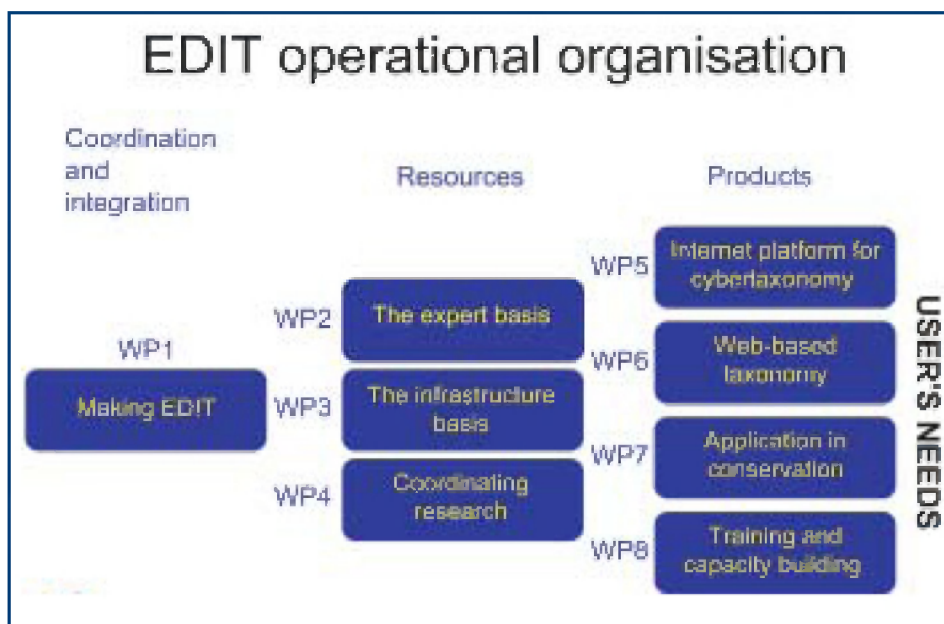 EDIT operational organisation
Coordination
and
integration
WP1
Making EDIT
Resources
WP2
The expert basis
WP3
The infrastructure
basis
WP4
Coordinating
research
Products
WP5
Internet platform for
cybertaxonomy
WP6
Web-based
taxonomy
WP7
Application in
conservation
WP8
Training and
capacity building
USER'S NEEDS